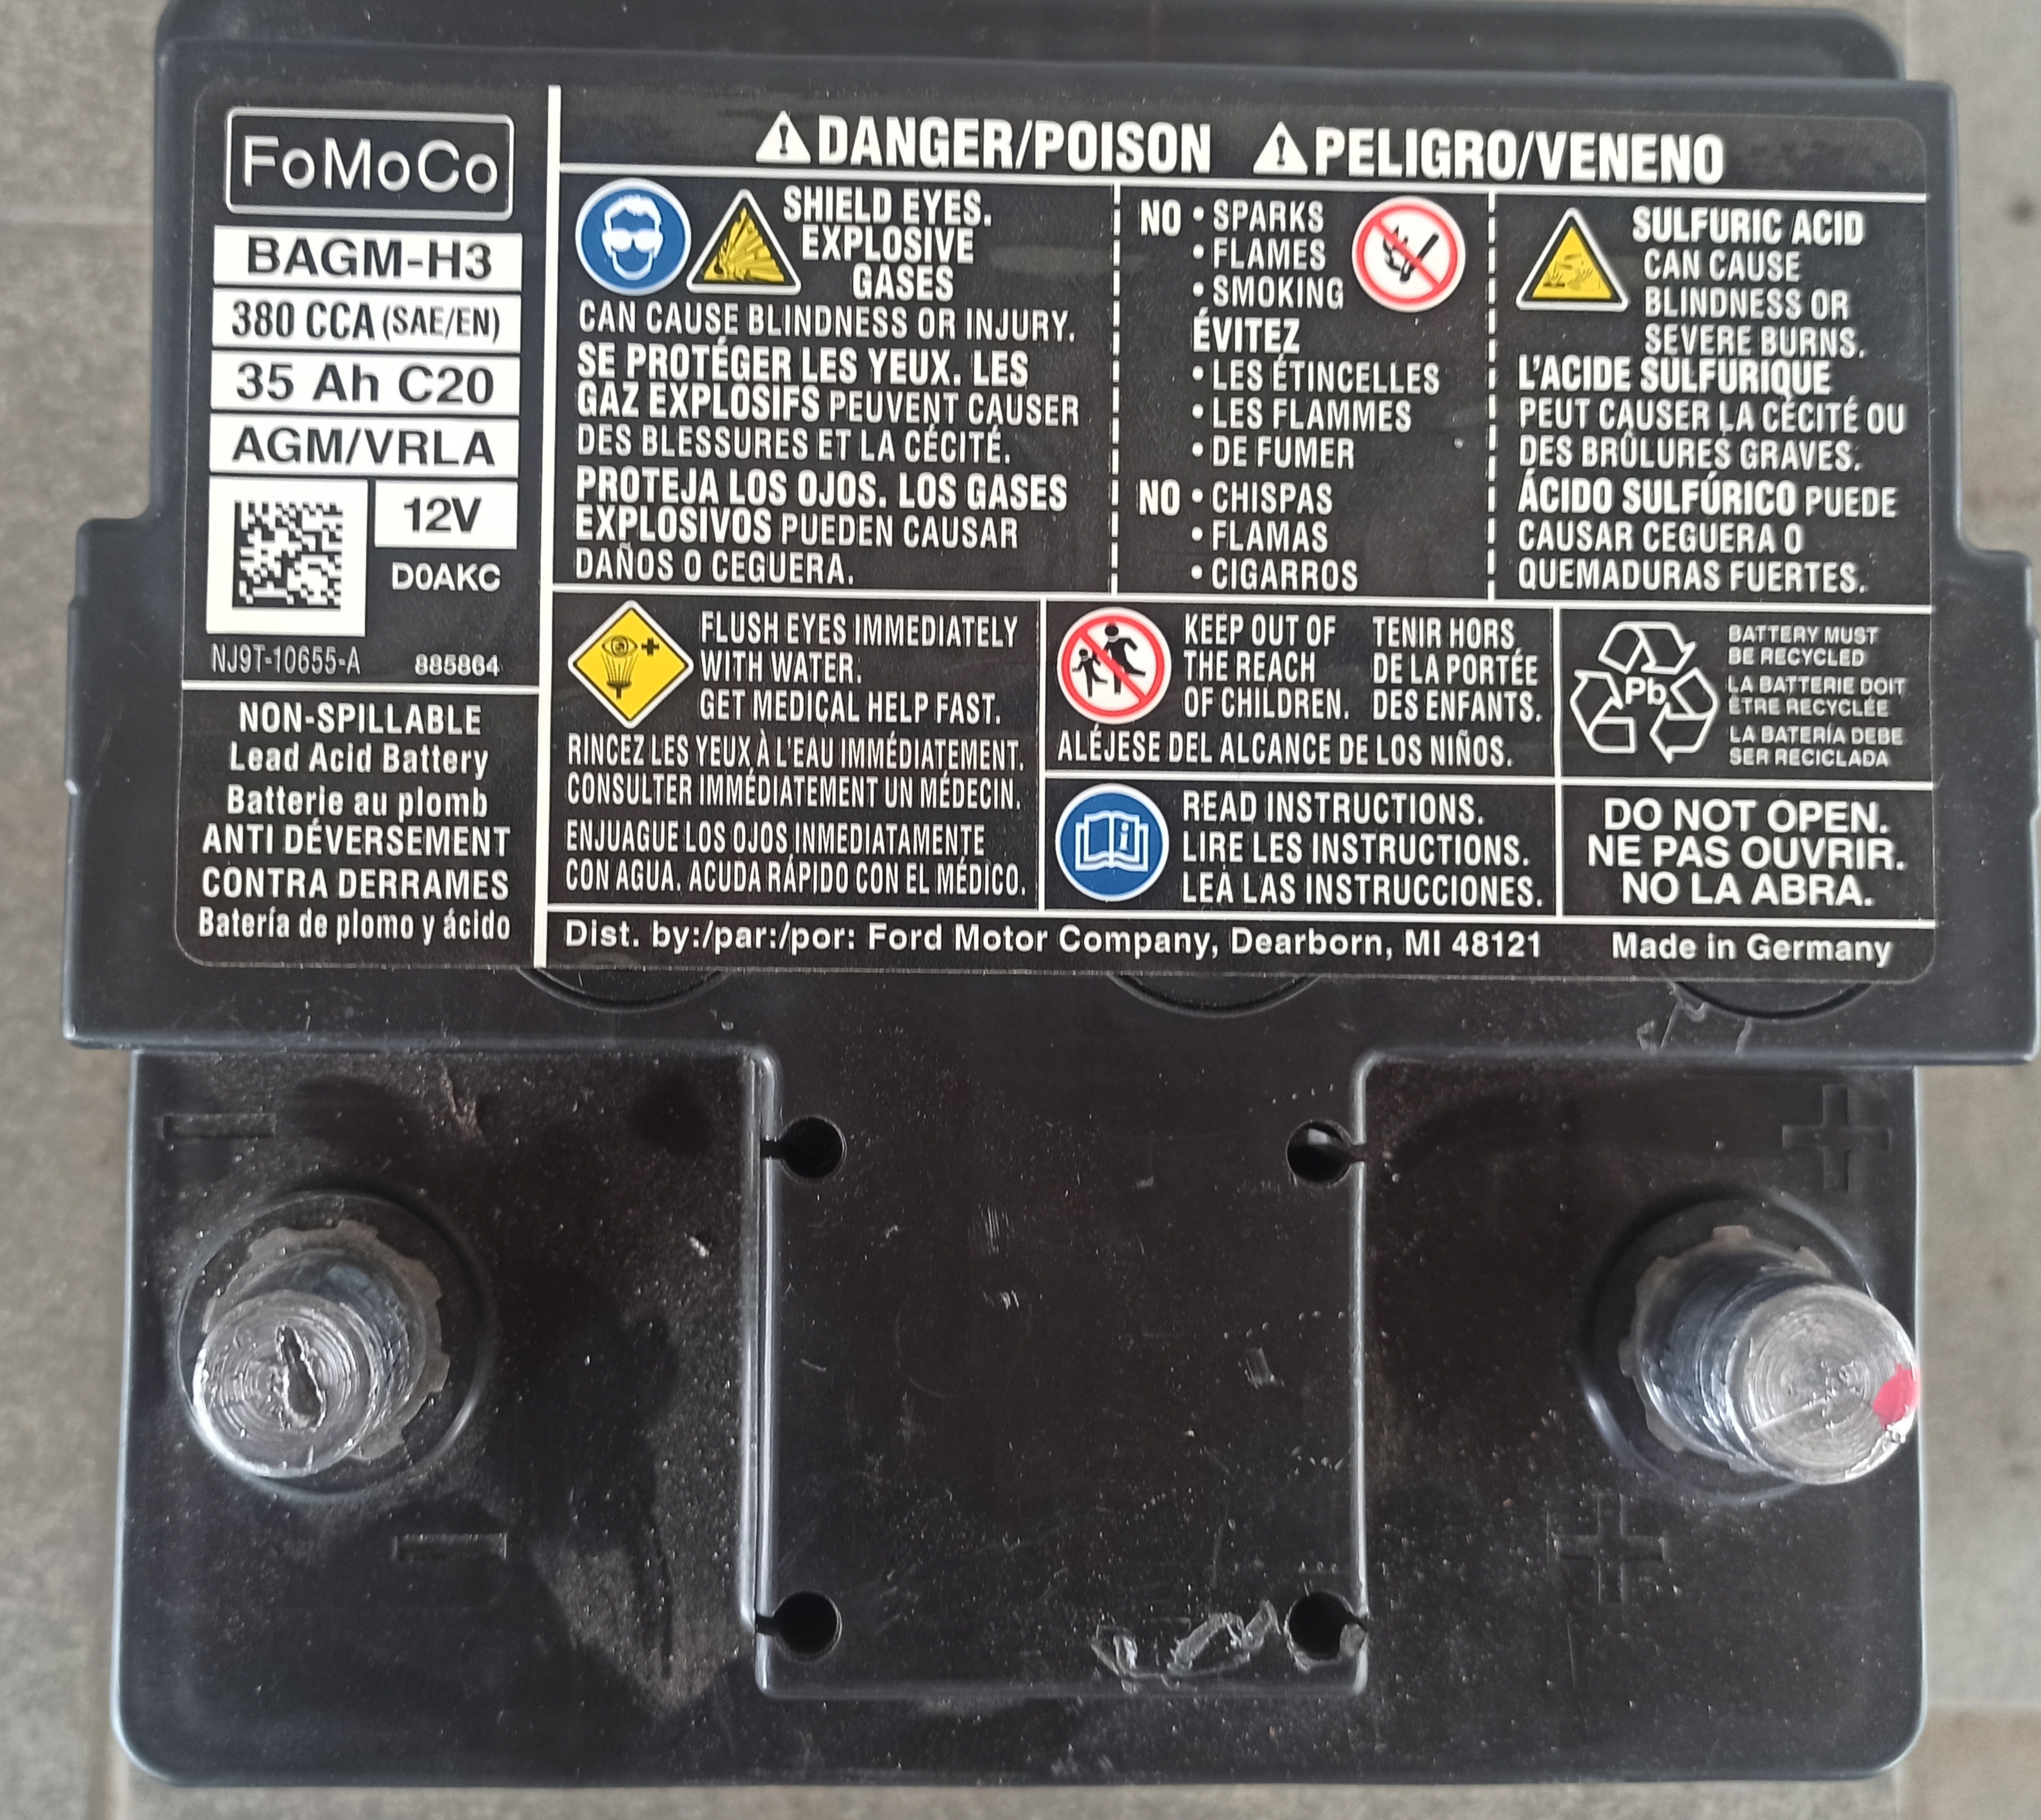 FoMoCo
BAGM-H3
380 CCA (SAE/EN)
35 Ah C20
AGM/VRLA
12V
D0AKC
NJ9T-10655-A 885864
NON-SPILLABLE
Lead Acid Battery
Batterie au plomb
ANTI DÉVERSEMENT
CONTRA DERRAMES
Batería de plomo y ácido
DANGER/POISON PELIGRO/VENENO
SHIELD EYES.
EXPLOSIVE
GASES
CAN CAUSE BLINDNESS OR INJURY.
SE PROTÉGER LES YEUX. LES
GAZ EXPLOSIFS PEUVENT CAUSER
DES BLESSURES ET LA CÉCITÉ.
PROTEJA LOS OJOS. LOS GASES
EXPLOSIVOS PUEDEN CAUSAR
DAÑOS O CEGUERA.
NO • SPARKS
• FLAMES
• SMOKING
ÉVITEZ
• LES ÉTINCELLES
• LES FLAMMES
• DE FUMER
NO • CHISPAS
• FLAMAS
• CIGARROS
SULFURIC ACID
CAN CAUSE
BLINDNESS OR
SEVERE BURNS.
L'ACIDE SULFURIQUE
PEUT CAUSER LA CÉCITÉ OU
DES BRÛLURES GRAVES.
ÁCIDO SULFÚRICO PUEDE
CAUSAR CEGUERA O
QUEMADURAS FUERTES.
FLUSH EYES IMMEDIATELY
WITH WATER.
GET MEDICAL HELP FAST.
RINCEZ LES YEUX À L'EAU IMMÉDIATEMENT.
CONSULTER IMMÉDIATEMENT UN MÉDECIN.
ENJUAGUE LOS OJOS INMEDIATAMENTE
CON AGUA. ACUDA RÁPIDO CON EL MÉDICO.
KEEP OUT OF
THE REACH
OF CHILDREN.
TENIR HORS
DE LA PORTÉE
DES ENFANTS.
ALÉJESE DEL ALCANCE DE LOS NIÑOS.
READ INSTRUCTIONS.
LIRE LES INSTRUCTIONS.
LEA LAS INSTRUCCIONES.
Pb
BATTERY MUST
BE RECYCLED
LA BATTERIE DOIT
ÊTRE RECYCLÉE
LA BATERÍA DEBE
SER RECICLADA
DO NOT OPEN.
NE PAS OUVRIR.
NO LA ABRA.
Dist. by:/par:/por: Ford Motor Company, Dearborn, MI 48121 Made in Germany